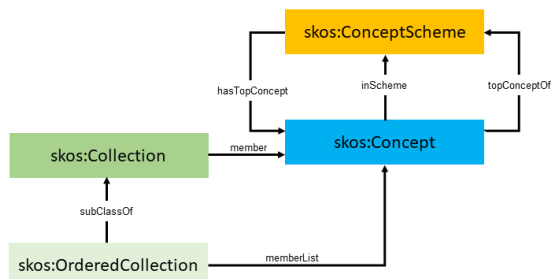 skos:ConceptScheme
hasTopConcept
inScheme
topConceptOf
skos:Collection
member
skos:Concept
subClassOf
skos:OrderedCollection
memberList